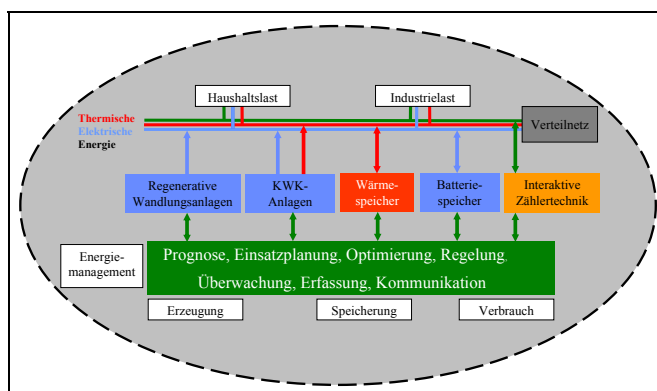 Haushaltslast
Industrielast
Thermische
Elektrische
Energie
Verteilnetz
Regenerative
Wandlungsanlagen
KWK-
Anlagen
Wärme-
speicher
Batterie-
speicher
Interaktive
Zählertechnik
Energie-
management
Prognose, Einsatzplanung, Optimierung, Regelung,
Überwachung, Erfassung, Kommunikation
Erzeugung
Speicherung
Verbrauch